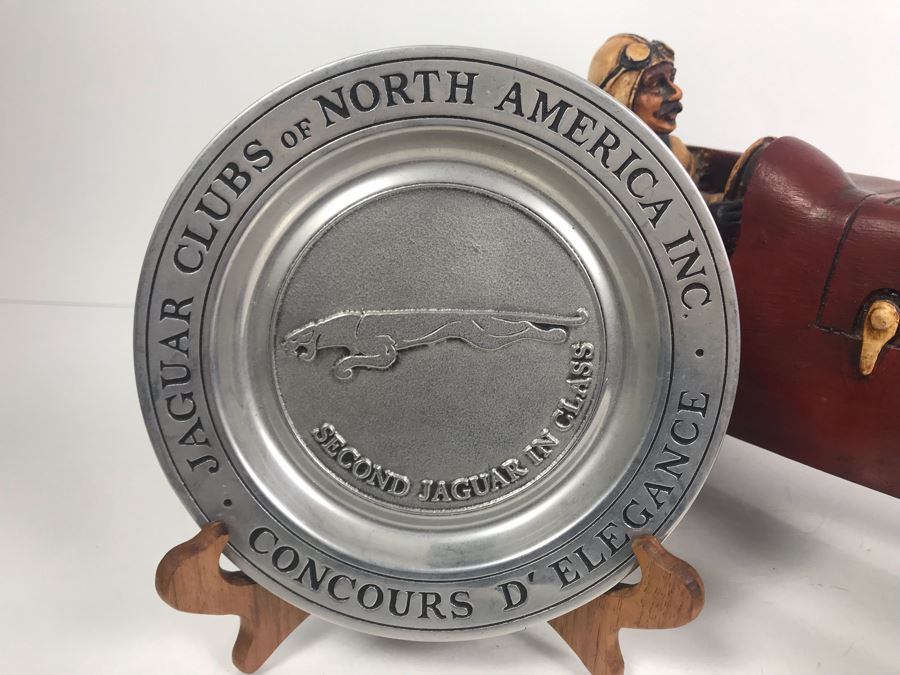 JAGUAR CLUBS OF NORTH AMERICA INC.
SECOND JAGUAR IN CLASS
· CONCOURS D' ELEGANCE ·